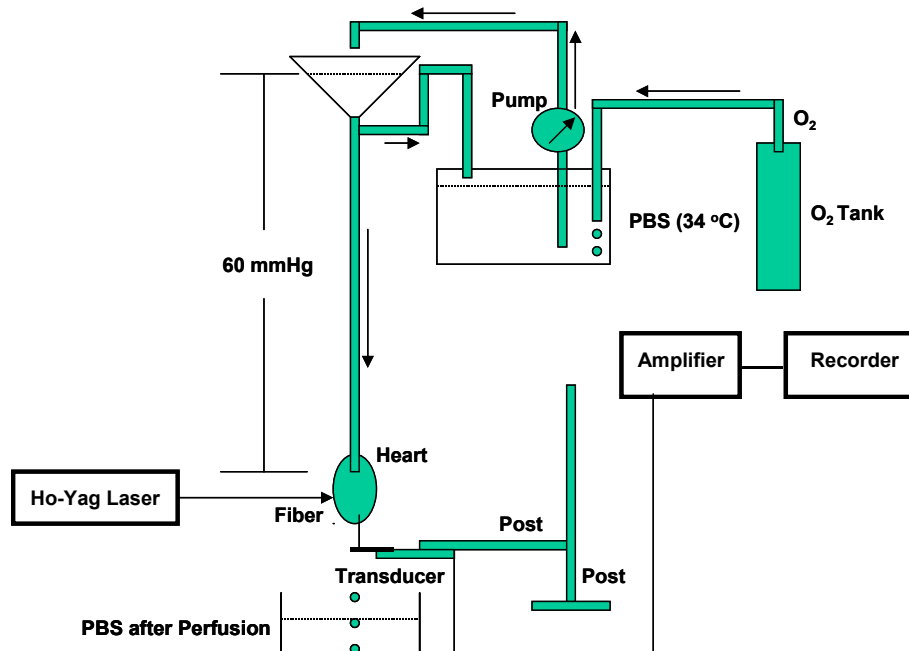 Pump
O₂
PBS (34 ºC)
O₂ Tank
60 mmHg
Amplifier
Recorder
Heart
Ho-Yag Laser
Fiber
Post
Transducer
Post
PBS after Perfusion